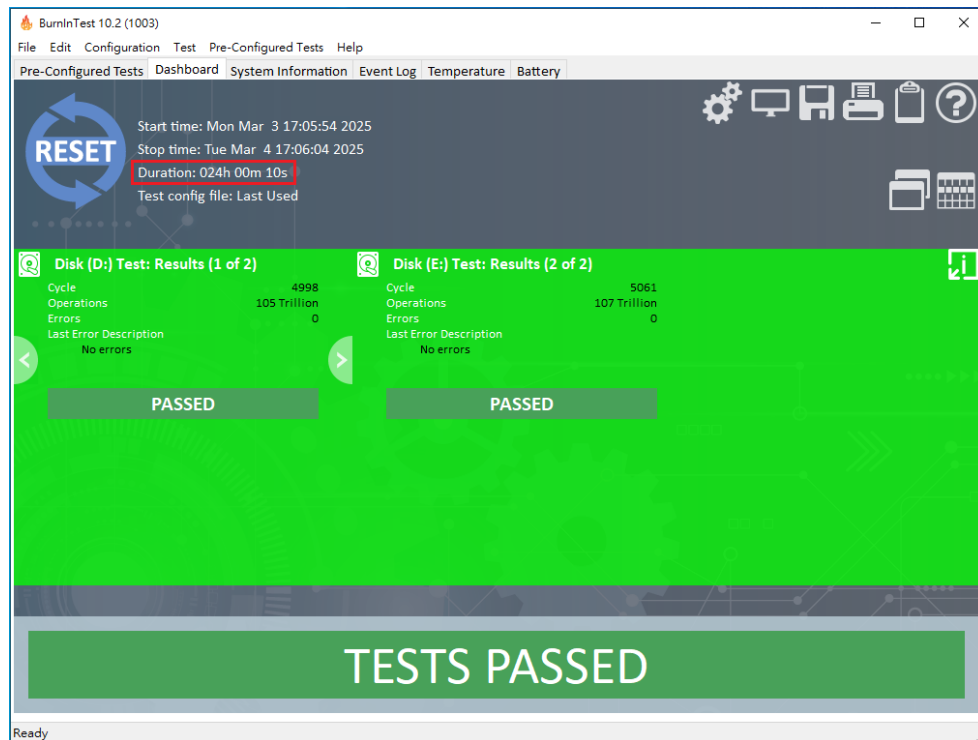 BurnInTest 10.2 (1003)
File Edit Configuration Test Pre-Configured Tests Help
Pre-Configured Tests Dashboard System Information Event Log Temperature Battery
RESET
Start time: Mon Mar 3 17:05:54 2025
Stop time: Tue Mar 4 17:06:04 2025
Duration: 024h 00m 10s
Test config file: Last Used
Disk (D:) Test: Results (1 of 2)
Cycle 4998
Operations 105 Trillion
Errors 0
Last Error Description
No errors
PASSED
Disk (E:) Test: Results (2 of 2)
Cycle 5061
Operations 107 Trillion
Errors 0
Last Error Description
No errors
PASSED
TESTS PASSED
Ready